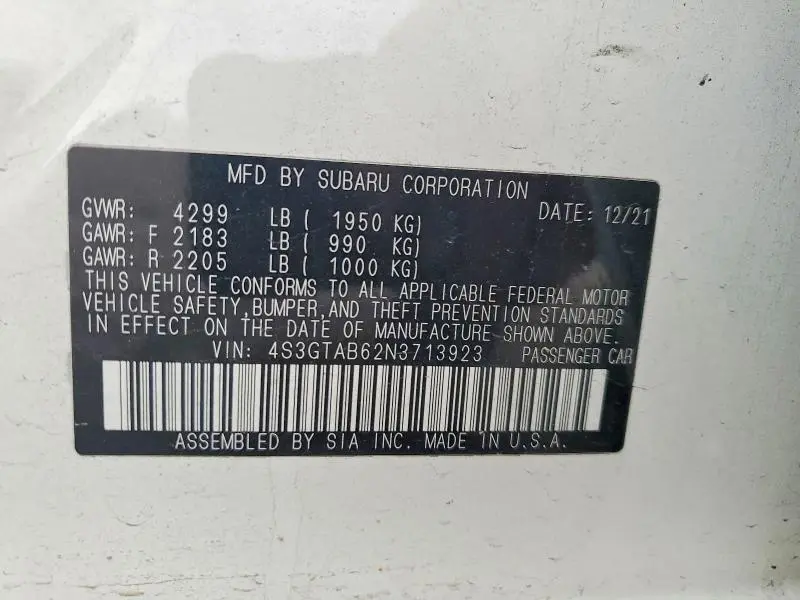 MFD BY SUBARU CORPORATION
DATE: 12/21
GVWR: 4299 LB ( 1950 KG)
GAWR: F 2183 LB ( 990 KG)
GAWR: R 2205 LB ( 1000 KG)
THIS VEHICLE CONFORMS TO ALL APPLICABLE FEDERAL MOTOR
VEHICLE SAFETY, BUMPER, AND THEFT PREVENTION STANDARDS
IN EFFECT ON THE DATE OF MANUFACTURE SHOWN ABOVE.
VIN: 4S3GTAB62N3713923 PASSENGER CAR
ASSEMBLED BY SIA INC. MADE IN U.S.A.